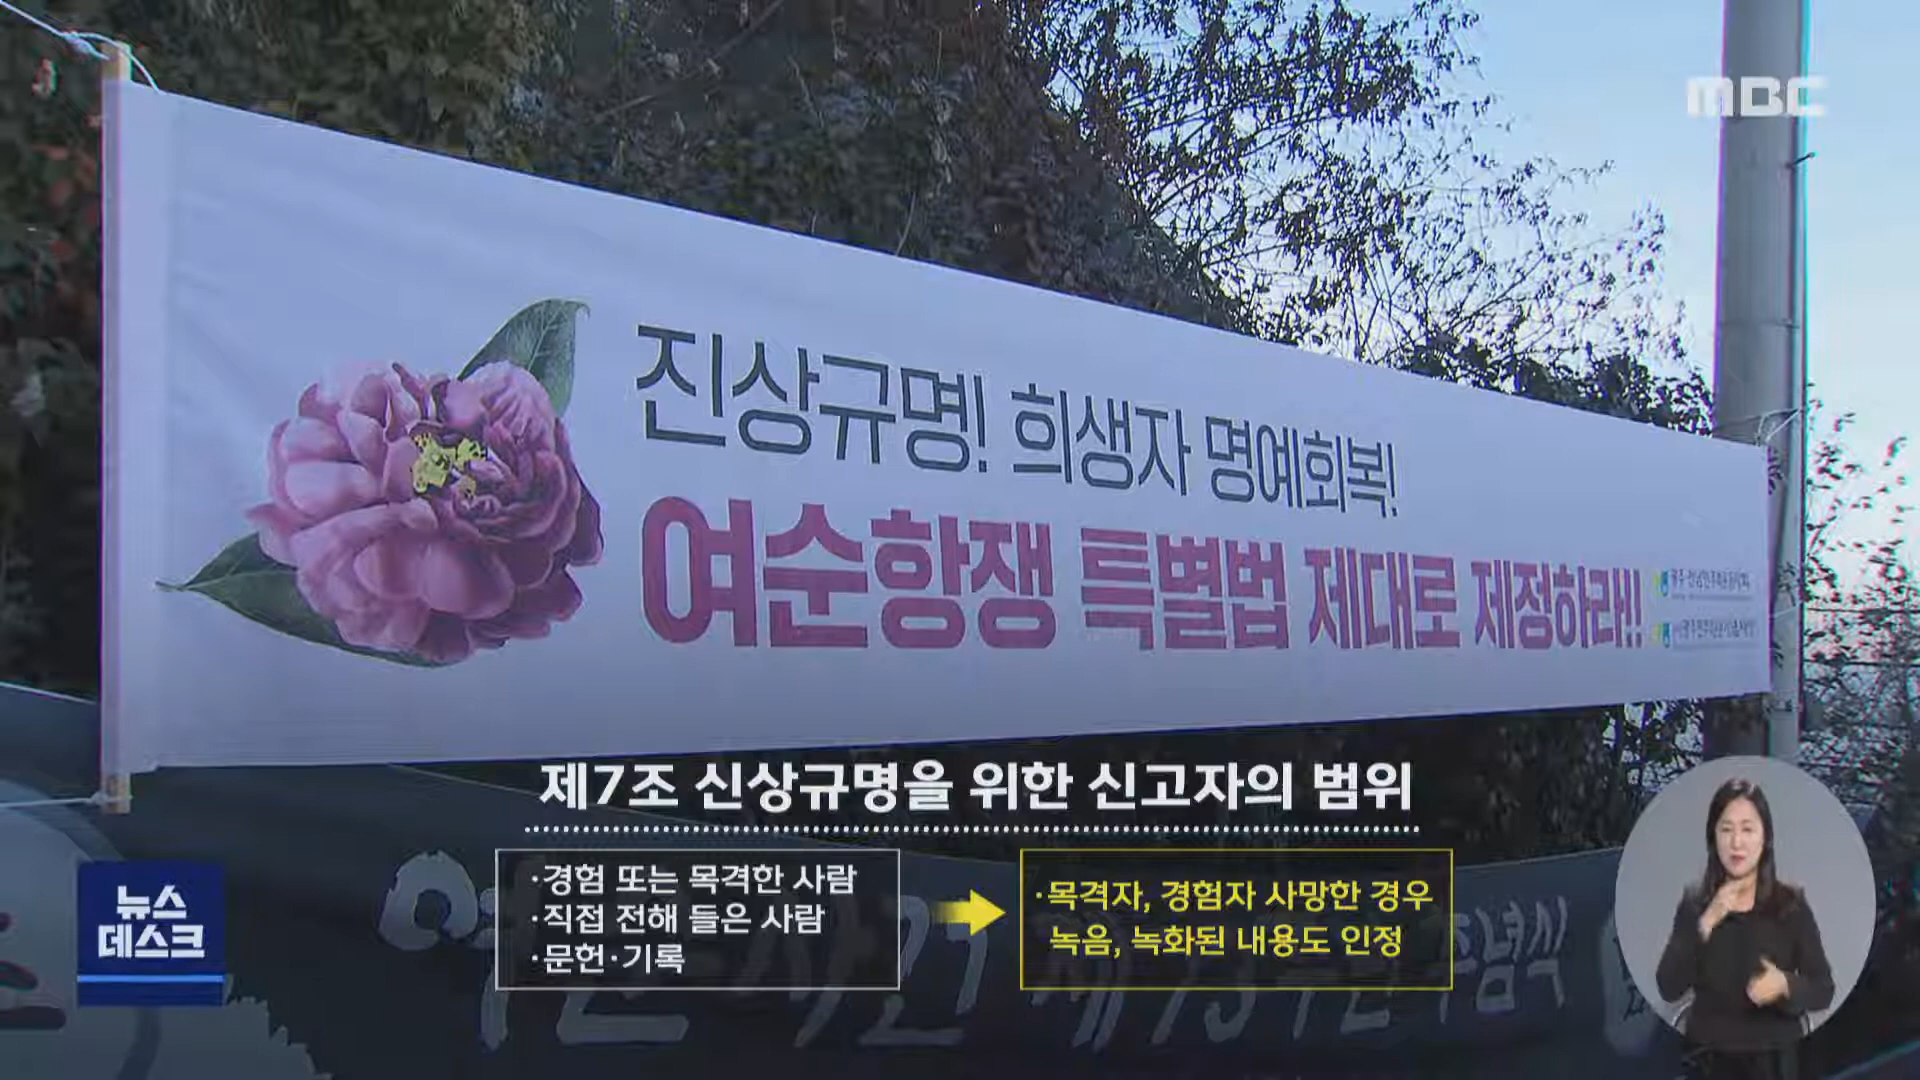 MBC
진상규명! 희생자 명예회복!
여순항쟁 특별법 제대로 제정하라!!
제7조 신상규명을 위한 신고자의 범위
·경험 또는 목격한 사람
·직접 전해 들은 사람
·문헌·기록
·목격자, 경험자 사망한 경우
녹음, 녹화된 내용도 인정
뉴스
데스크